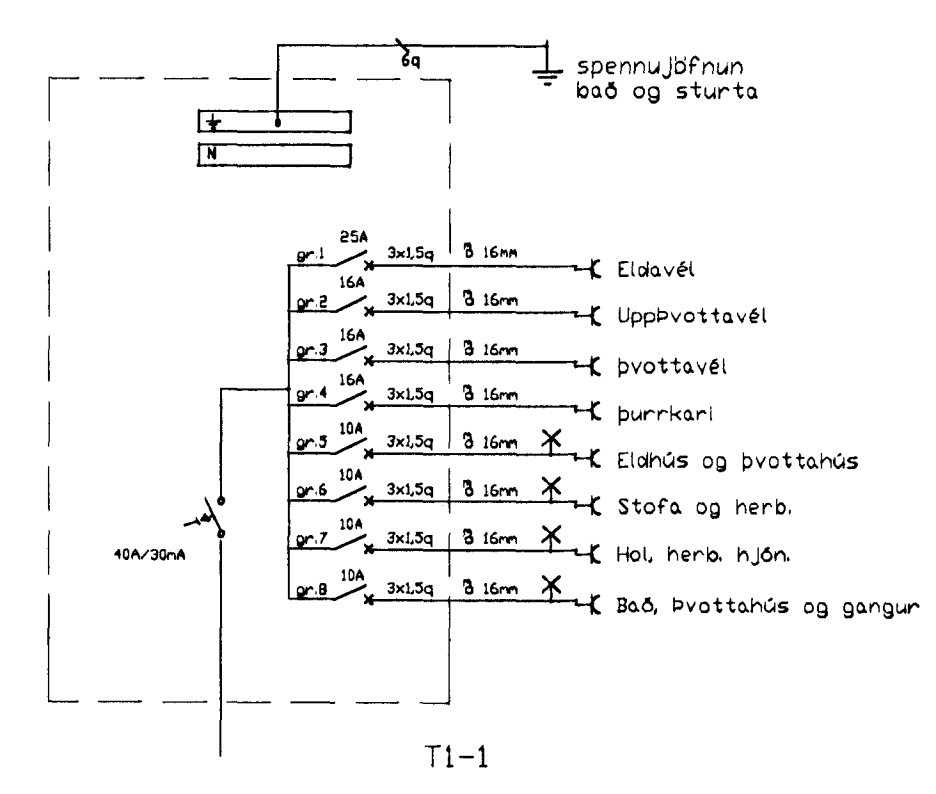 6q
spennujöfnun
bað og sturta
N
gr.1 25A 3x1,5q 16mm Eldavél
gr.2 16A 3x1,5q 16mm Uppþvottavél
gr.3 16A 3x1,5q 16mm þvottavél
gr.4 16A 3x1,5q 16mm þurrkari
gr.5 10A 3x1,5q 16mm Eldhús og þvottahús
gr.6 10A 3x1,5q 16mm Stofa og herb.
gr.7 10A 3x1,5q 16mm Hol, herb. hjón.
gr.8 10A 3x1,5q 16mm Bað, Þvottahús og gangur
40A/30mA
T1-1